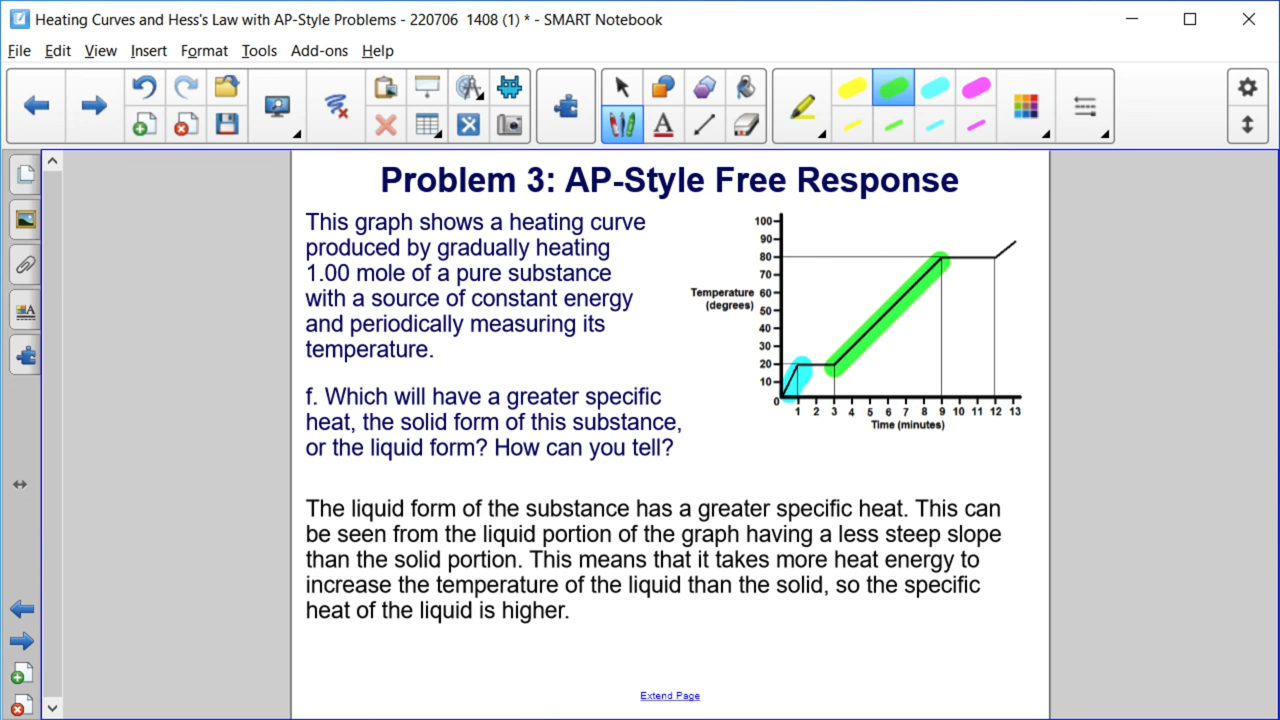 Heating Curves and Hess's Law with AP-Style Problems - 220706  1408 (1) * - SMART Notebook
File Edit View Insert Format Tools Add-ons Help
Problem 3: AP-Style Free Response
This graph shows a heating curve
produced by gradually heating
1.00 mole of a pure substance
with a source of constant energy
and periodically measuring its
temperature.
f. Which will have a greater specific
heat, the solid form of this substance,
or the liquid form? How can you tell?
100
90
80
70
Temperature 60
(degrees) 50
40
30
20
10
0
1 2 3 4 5 6 7 8 9 10 11 12 13
Time (minutes)
The liquid form of the substance has a greater specific heat. This can
be seen from the liquid portion of the graph having a less steep slope
than the solid portion. This means that it takes more heat energy to
increase the temperature of the liquid than the solid, so the specific
heat of the liquid is higher.
Extend Page